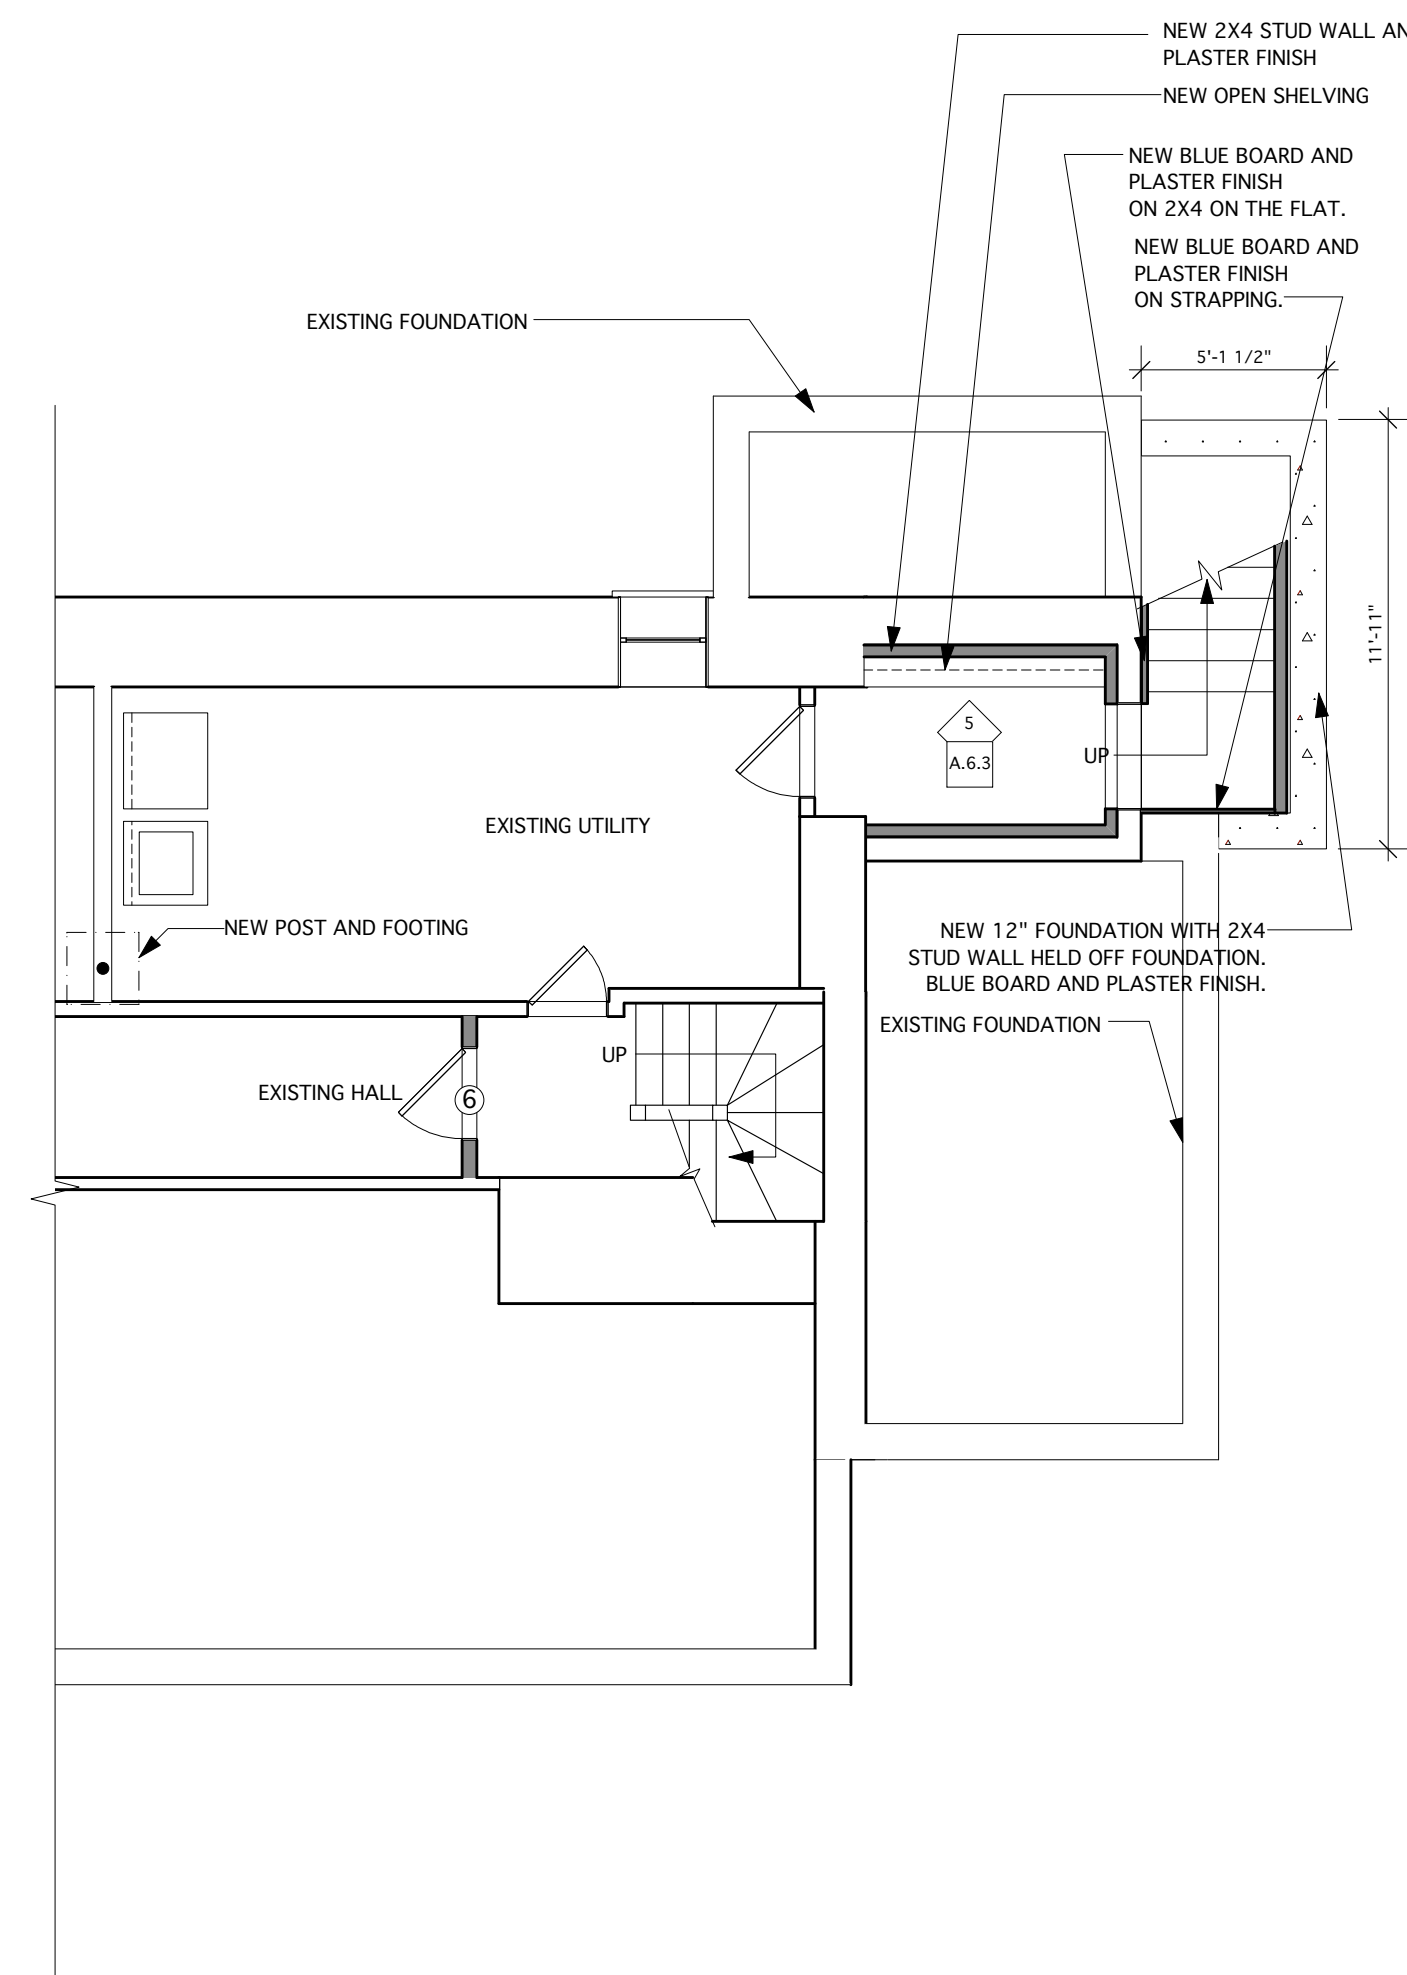 NEW 2X4 STUD WALL AN
PLASTER FINISH
NEW OPEN SHELVING
NEW BLUE BOARD AND
PLASTER FINISH
ON 2X4 ON THE FLAT.
NEW BLUE BOARD AND
PLASTER FINISH
ON STRAPPING.
EXISTING FOUNDATION
5'-1 1/2"
11'-11"
5
A.6.3
UP
EXISTING UTILITY
NEW POST AND FOOTING
NEW 12" FOUNDATION WITH 2X4
STUD WALL HELD OFF FOUNDATION.
BLUE BOARD AND PLASTER FINISH.
EXISTING FOUNDATION
UP
EXISTING HALL
6